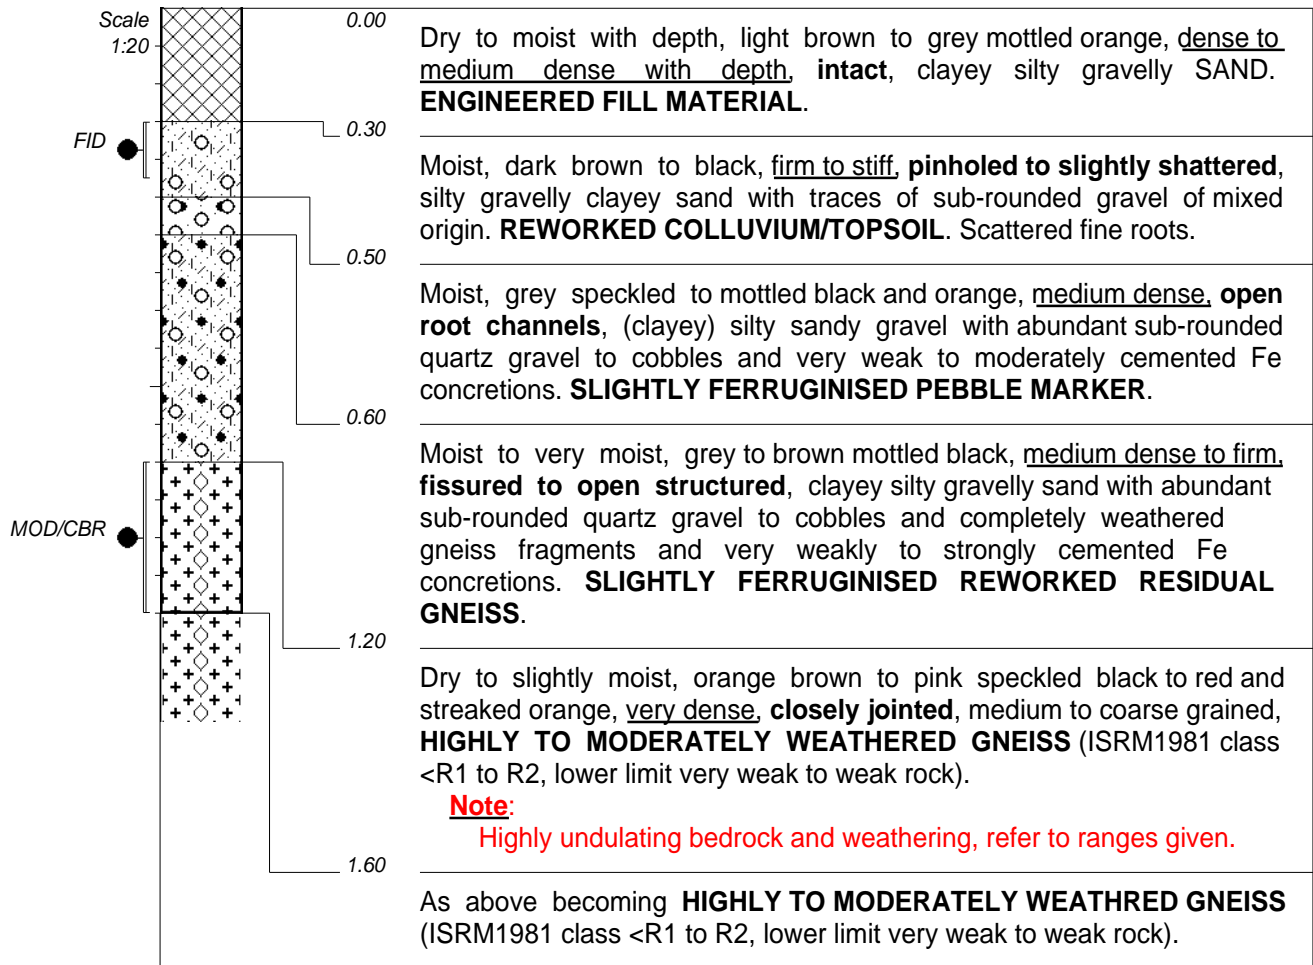 Scale
1:20
0.00
Dry to moist with depth, light brown to grey mottled orange, dense to
medium dense with depth, intact, clayey silty gravelly SAND.
ENGINEERED FILL MATERIAL.
FID
0.30
Moist, dark brown to black, firm to stiff, pinholed to slightly shattered,
silty gravelly clayey sand with traces of sub-rounded gravel of mixed
origin. REWORKED COLLUVIUM/TOPSOIL. Scattered fine roots.
0.50
Moist, grey speckled to mottled black and orange, medium dense, open
root channels, (clayey) silty sandy gravel with abundant sub-rounded
quartz gravel to cobbles and very weak to moderately cemented Fe
concretions. SLIGHTLY FERRUGINISED PEBBLE MARKER.
0.60
Moist to very moist, grey to brown mottled black, medium dense to firm,
fissured to open structured, clayey silty gravelly sand with abundant
sub-rounded quartz gravel to cobbles and completely weathered
gneiss fragments and very weakly to strongly cemented Fe
concretions. SLIGHTLY FERRUGINISED REWORKED RESIDUAL
GNEISS.
MOD/CBR
1.20
Dry to slightly moist, orange brown to pink speckled black to red and
streaked orange, very dense, closely jointed, medium to coarse grained,
HIGHLY TO MODERATELY WEATHERED GNEISS (ISRM1981 class
<R1 to R2, lower limit very weak to weak rock).
Note:
Highly undulating bedrock and weathering, refer to ranges given.
1.60
As above becoming HIGHLY TO MODERATELY WEATHRED GNEISS
(ISRM1981 class <R1 to R2, lower limit very weak to weak rock).